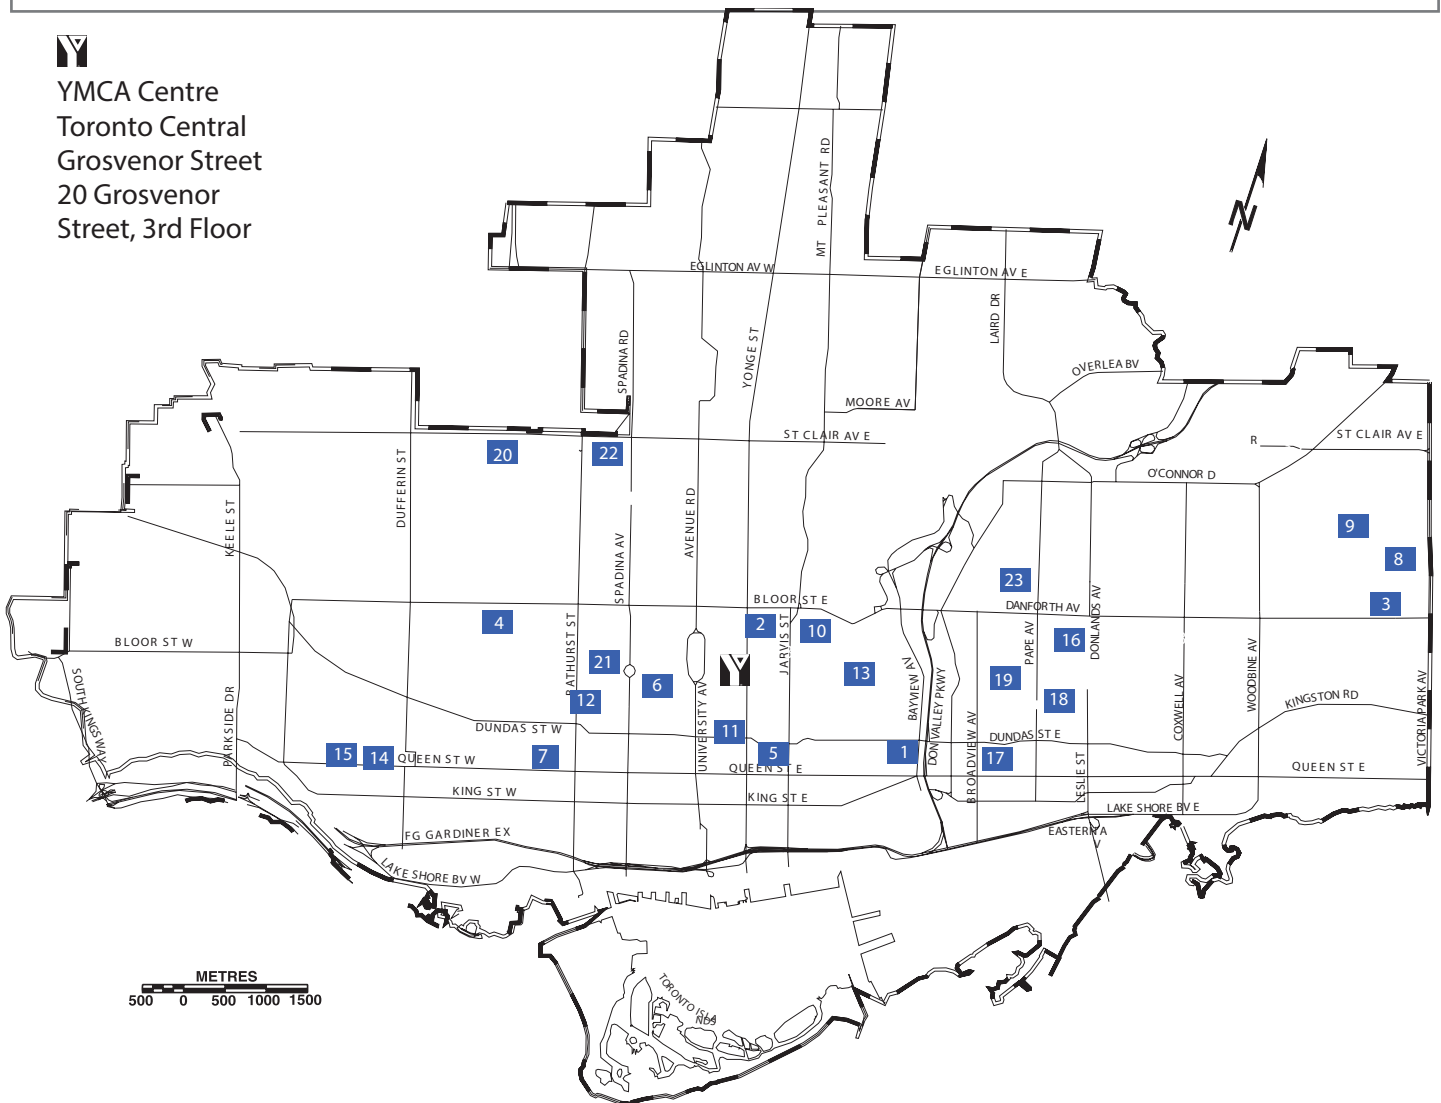 Y
YMCA Centre
Toronto Central
Grosvenor Street
20 Grosvenor
Street, 3rd Floor
N
MT PLEASANT RD
EGLINTON AV W
EGLINTON AV E
LAIRD DR
SPADINA RD
YONGE ST
OVERLEA BV
MOORE AV
ST CLAIR AV E
R
ST CLAIR AV E
20
22
DUFFERIN ST
O'CONNOR D
KEELE ST
AVENUE RD
SPADINA AV
9
8
23
3
BLOOR ST E
DANFORTH AV
DONLANDS AV
4
2
10
JARVIS ST
PAPE AV
16
BLOOR ST W
BATHURST ST
21
6
Y
13
19
18
12
SOUTH KINGSWAY
PARKSIDE DR
UNIVERSITY AV
BAYVIEW AV
DON VALLEY PKWY
BROADVIEW AV
COXWELL AV
WOODBINE AV
KINGSTON RD
VICTORIA PARK AV
DUNDAS ST W
11
DUNDAS ST E
15
14
QUEEN ST W
7
5
1
17
QUEEN ST E
QUEEN ST E
LESLIE ST
KING ST W
KING ST E
LAKE SHORE BV E
FG GARDINER EX
EASTERN A
V
LAKE SHORE BV W
TORONTO ISLA
NDS
METRES
500 0 500 1000 1500